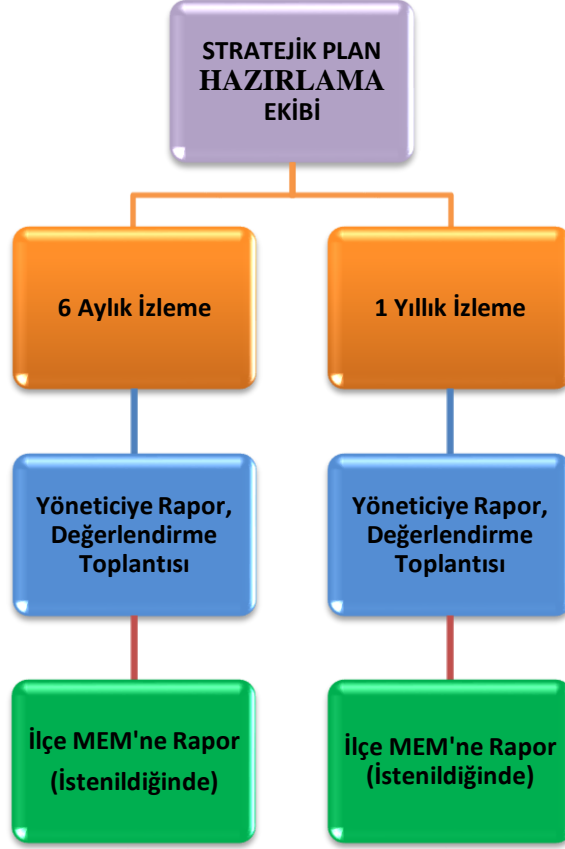 STRATEJİK PLAN
HAZIRLAMA
EKİBİ
6 Aylık İzleme
1 Yıllık İzleme
Yöneticiye Rapor,
Değerlendirme
Toplantısı
Yöneticiye Rapor,
Değerlendirme
Toplantısı
İlçe MEM'ne Rapor
(İstenildiğinde)
İlçe MEM'ne Rapor
(İstenildiğinde)